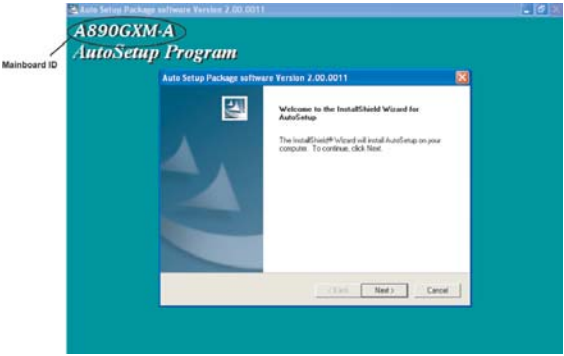 Auto Setup Package software Version 2.00.0011
A890GXM-A
AutoSetup Program
Mainboard ID
Auto Setup Package software Version 2.00.0011
Welcome to the InstallShield Wizard for
AutoSetup
The InstallShield® Wizard will install AutoSetup on your
computer. To continue, click Next.
< Back
Next >
Cancel